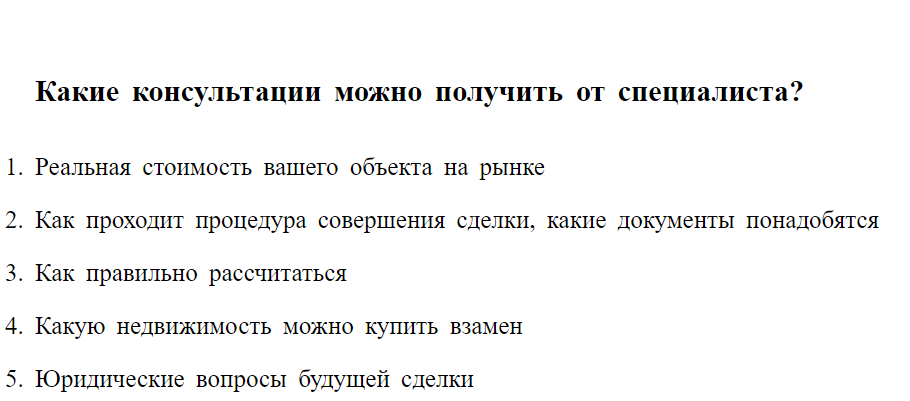 Какие консультации можно получить от специалиста?
1. Реальная стоимость вашего объекта на рынке
2. Как проходит процедура совершения сделки, какие документы понадобятся
3. Как правильно рассчитаться
4. Какую недвижимость можно купить взамен
5. Юридические вопросы будущей сделки